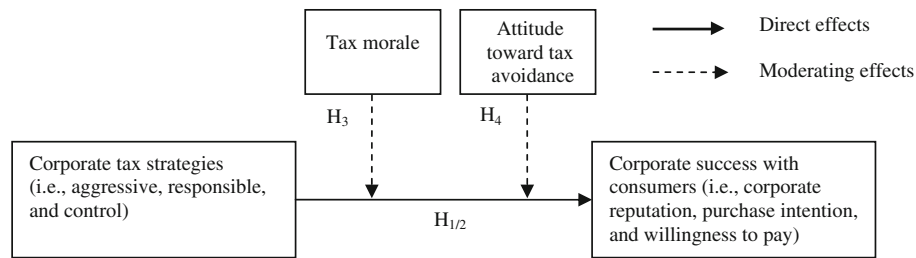 Tax morale
Attitude
toward tax
avoidance
Direct effects
Moderating effects
H3
H4
Corporate tax strategies
(i.e., aggressive, responsible,
and control)
H1/2
Corporate success with
consumers (i.e., corporate
reputation, purchase intention,
and willingness to pay)